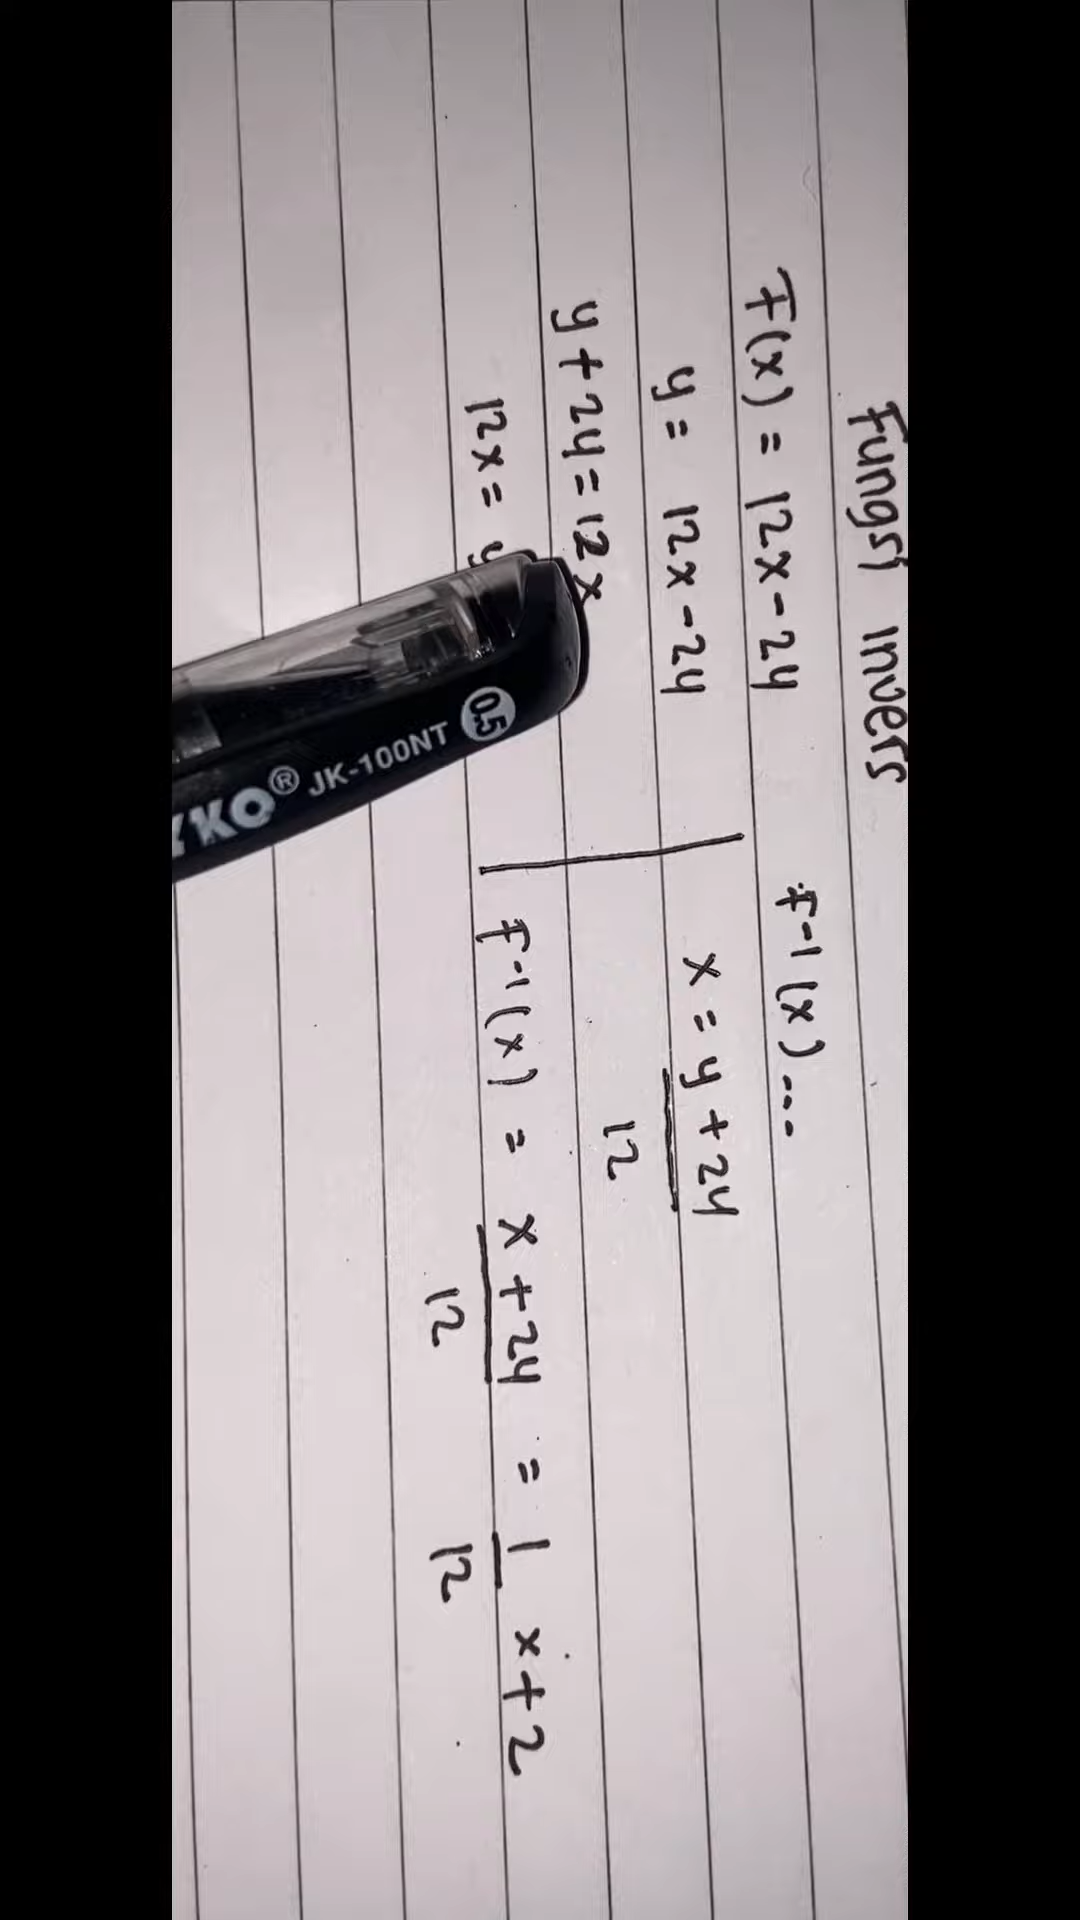 Fungsi Invers
F(x) = 12x-24
F-1(x)...
y = 12x-24
y+24=12x
12x=
x = y+24
12
F-1(x) = x+24 = 1 x+2
12 12
0.5
JK-100NT